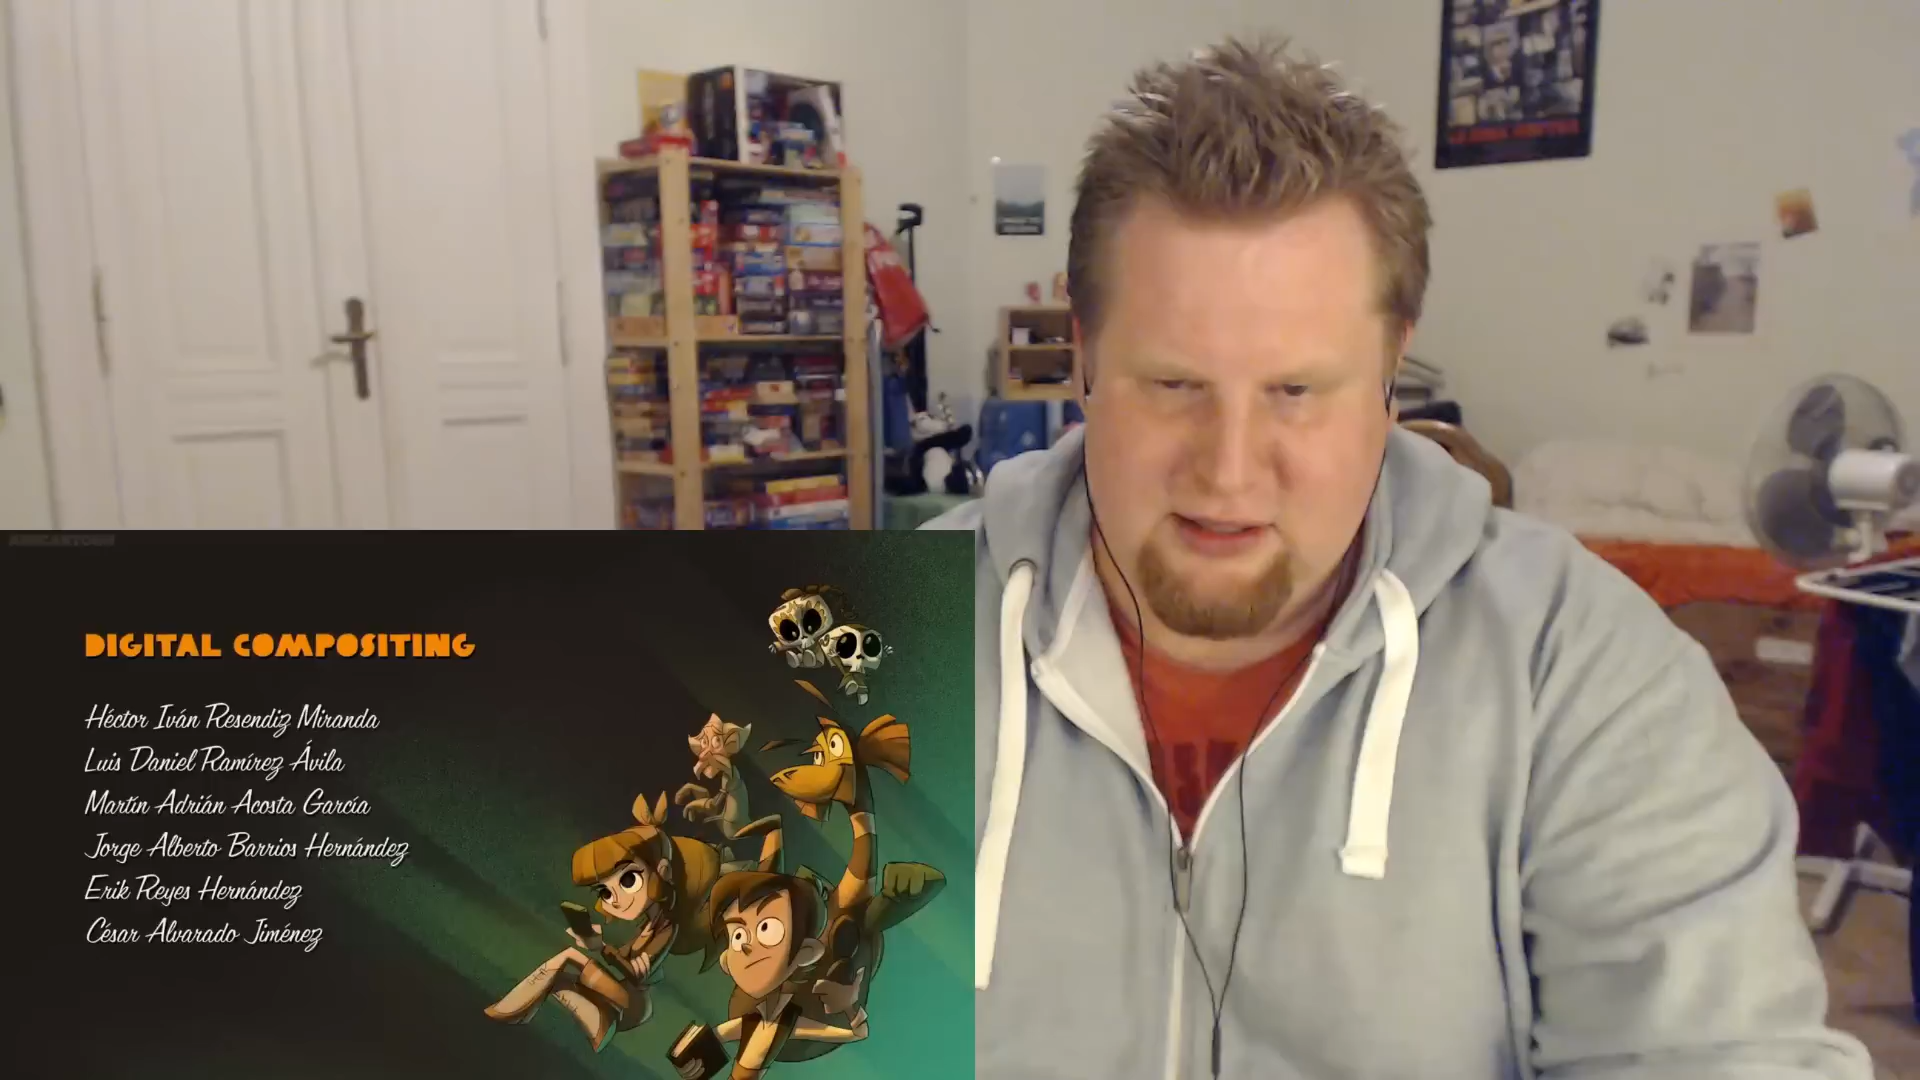 DIGITAL COMPOSITING
Héctor Iván Resendiz Miranda
Luis Daniel Ramírez Ávila
Martín Adrián Acosta García
Jorge Alberto Barrios Hernández
Erik Reyes Hernández
César Alvarado Jiménez